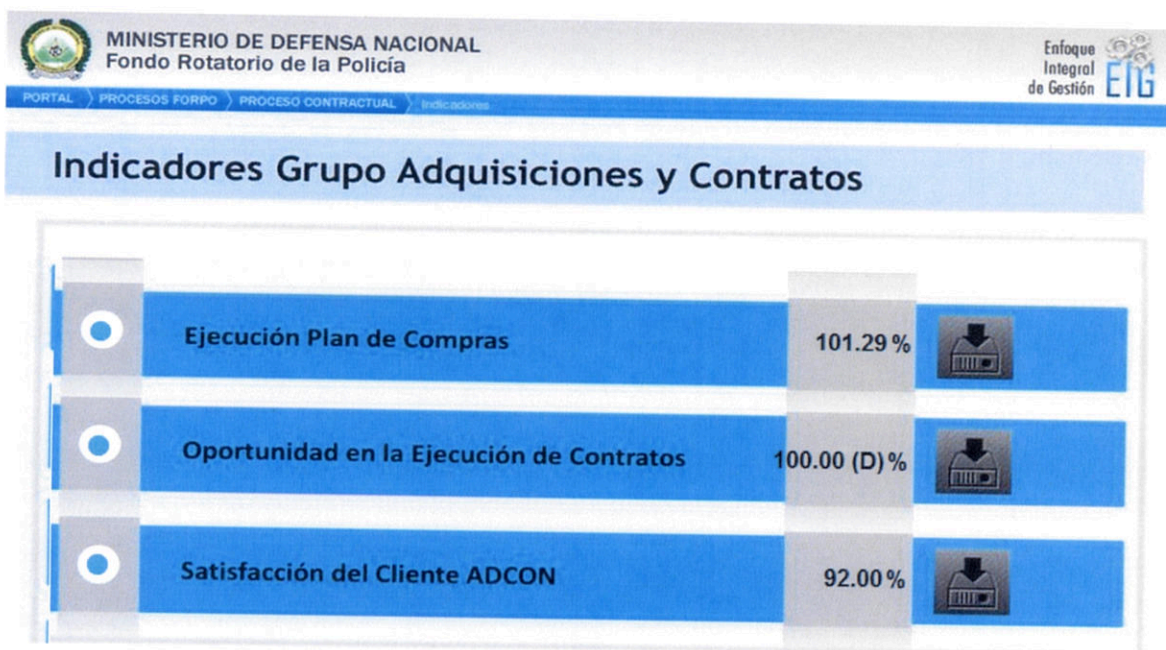 MINISTERIO DE DEFENSA NACIONAL
Fondo Rotatorio de la Policía
Enfoque
Integral
de Gestión
EIG
PORTAL
PROCESOS FORPO
PROCESO CONTRACTUAL
Indicadores
Indicadores Grupo Adquisiciones y Contratos
Ejecución Plan de Compras 101.29 %
Oportunidad en la Ejecución de Contratos 100.00 (D) %
Satisfacción del Cliente ADCON 92.00 %